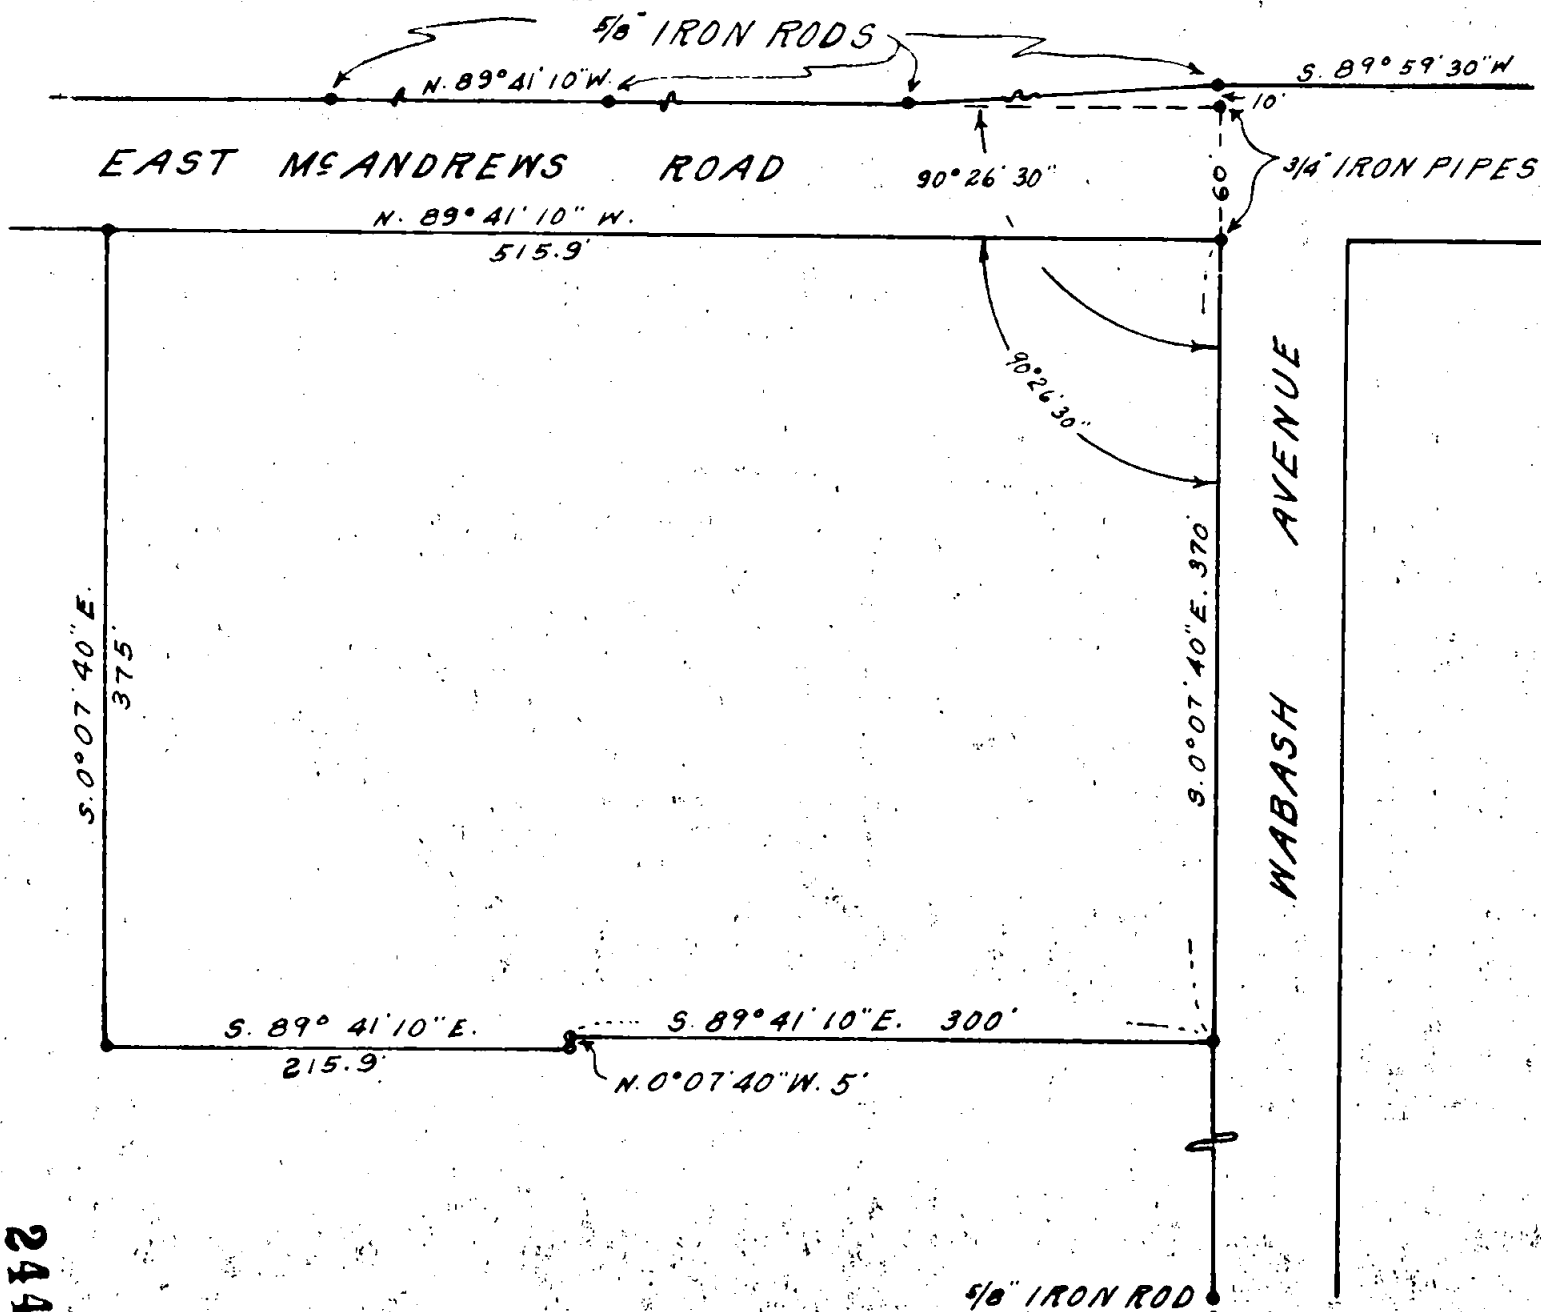 5/8" IRON RODS
N. 89° 41' 10" W.
S. 89° 59' 30" W
10'
EAST McANDREWS ROAD
90° 26' 30"
60'
3/4" IRON PIPES
N. 89° 41' 10" W.
515.9'
90° 26' 30"
S. 0° 07' 40" E.
375'
S. 0° 07' 40" E. 370'
WABASH AVENUE
S. 89° 41' 10" E.
215.9'
S. 89° 41' 10" E. 300'
N. 0° 07' 40" W. 5'
5/8" IRON ROD
244